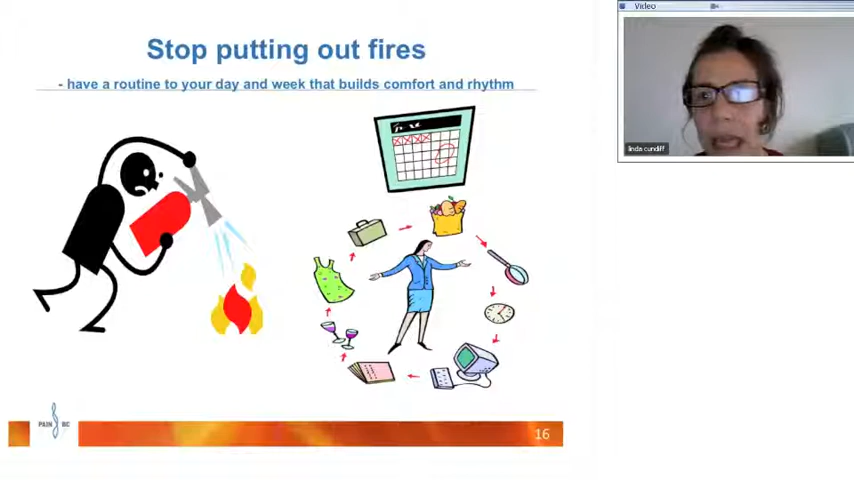 Stop putting out fires
- have a routine to your day and week that builds comfort and rhythm
Video
linda cundiff
PAIN BC
16